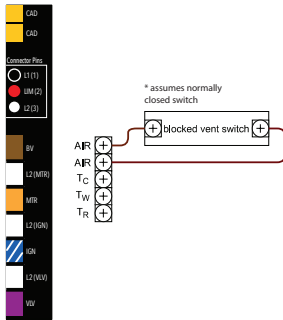 CAD
CAD
Connector Pins
L1 (1)
LIM (2)
L2 (3)
BV
L2 (MTR)
MTR
L2 (IGN)
IGN
L2 (VLV)
VLV
* assumes normally
closed switch
blocked vent switch
AIR
AIR
TC
TW
TR